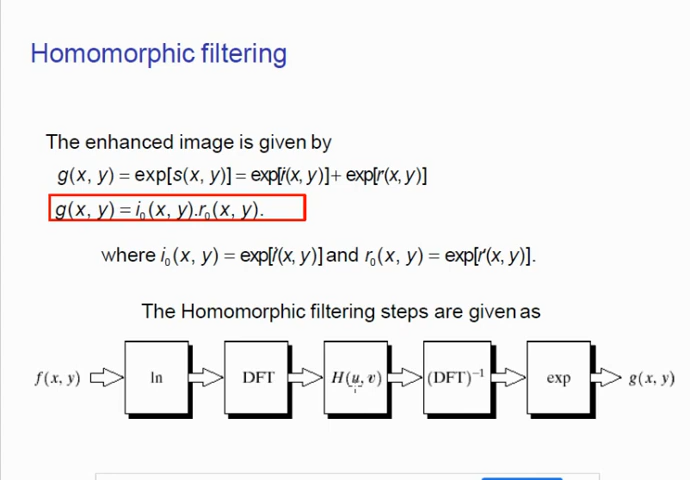 Homomorphic filtering
The enhanced image is given by
g(x, y) = exp[s(x, y)] = exp[i(x, y)]+ exp[r(x, y)]
g(x, y) = i₀(x, y).r₀(x, y).
where i₀(x, y) = exp[i'(x, y)] and r₀(x, y) = exp[r'(x, y)].
The Homomorphic filtering steps are given as
f(x, y) ln DFT H(u, v) (DFT)⁻¹ exp g(x, y)